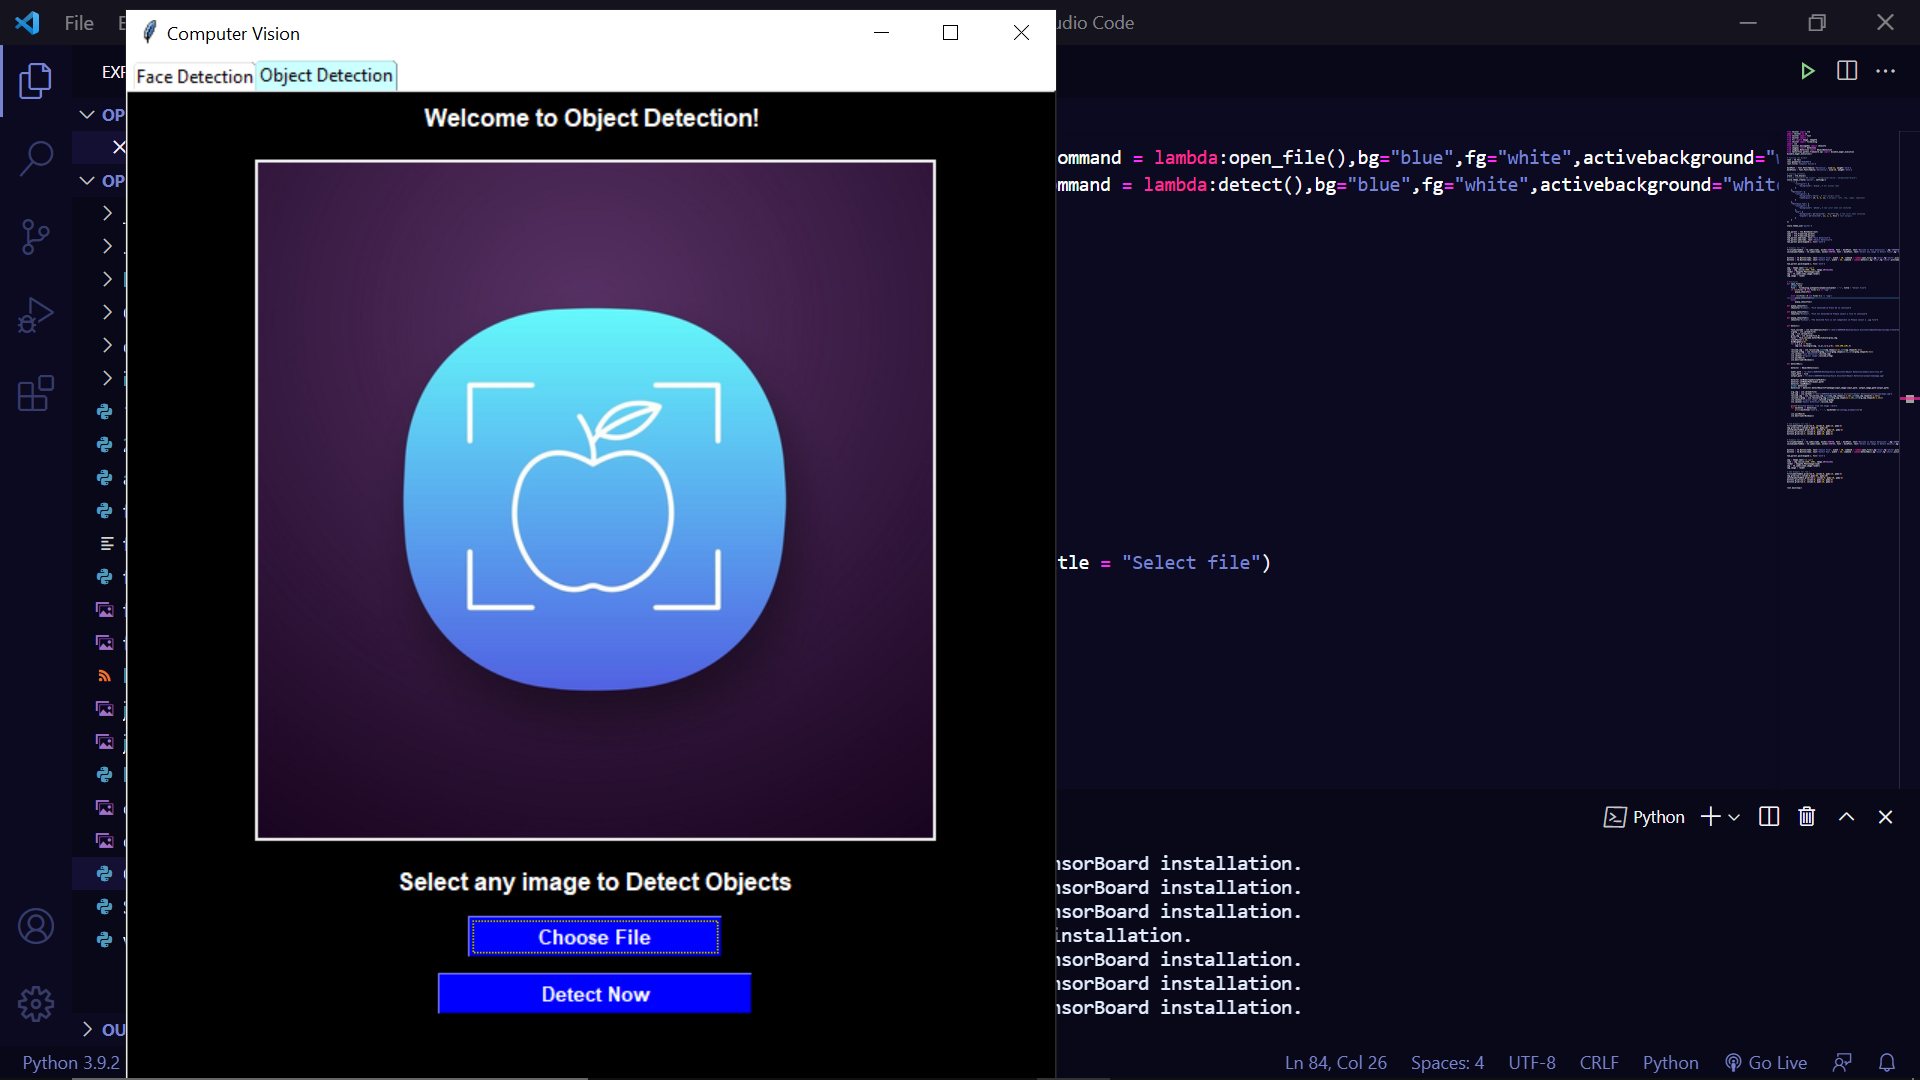 File
Computer Vision
udio Code
Face Detection
Object Detection
Welcome to Object Detection!
ommand = lambda:open_file(),bg="blue",fg="white",activebackground="
mmand = lambda:detect(),bg="blue",fg="white",activebackground="whit
tle = "Select file")
Select any image to Detect Objects
Choose File
Detect Now
Python
nsorBoard installation.
nsorBoard installation.
nsorBoard installation.
installation.
nsorBoard installation.
nsorBoard installation.
nsorBoard installation.
EXP
OP
OP
OU
Python 3.9.2
Ln 84, Col 26
Spaces: 4
UTF-8
CRLF
Python
Go Live